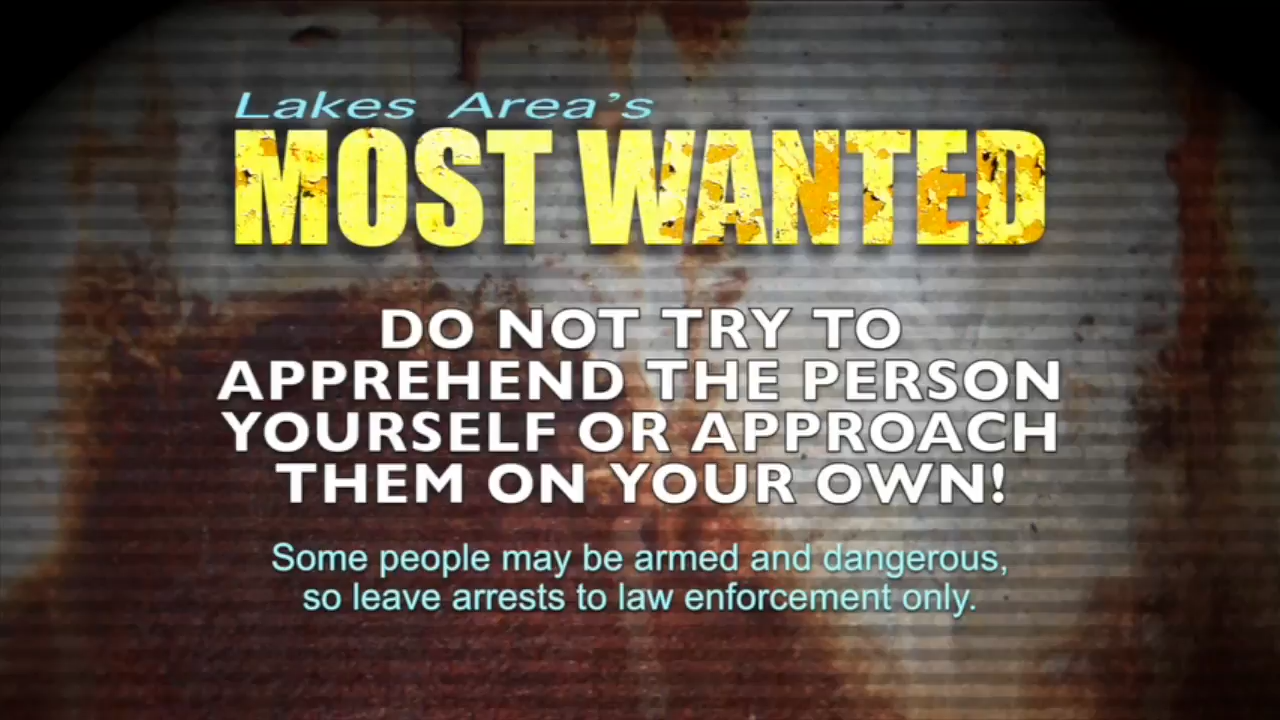 Lakes Area's
MOST WANTED
DO NOT TRY TO
APPREHEND THE PERSON
YOURSELF OR APPROACH
THEM ON YOUR OWN!
Some people may be armed and dangerous,
so leave arrests to law enforcement only.